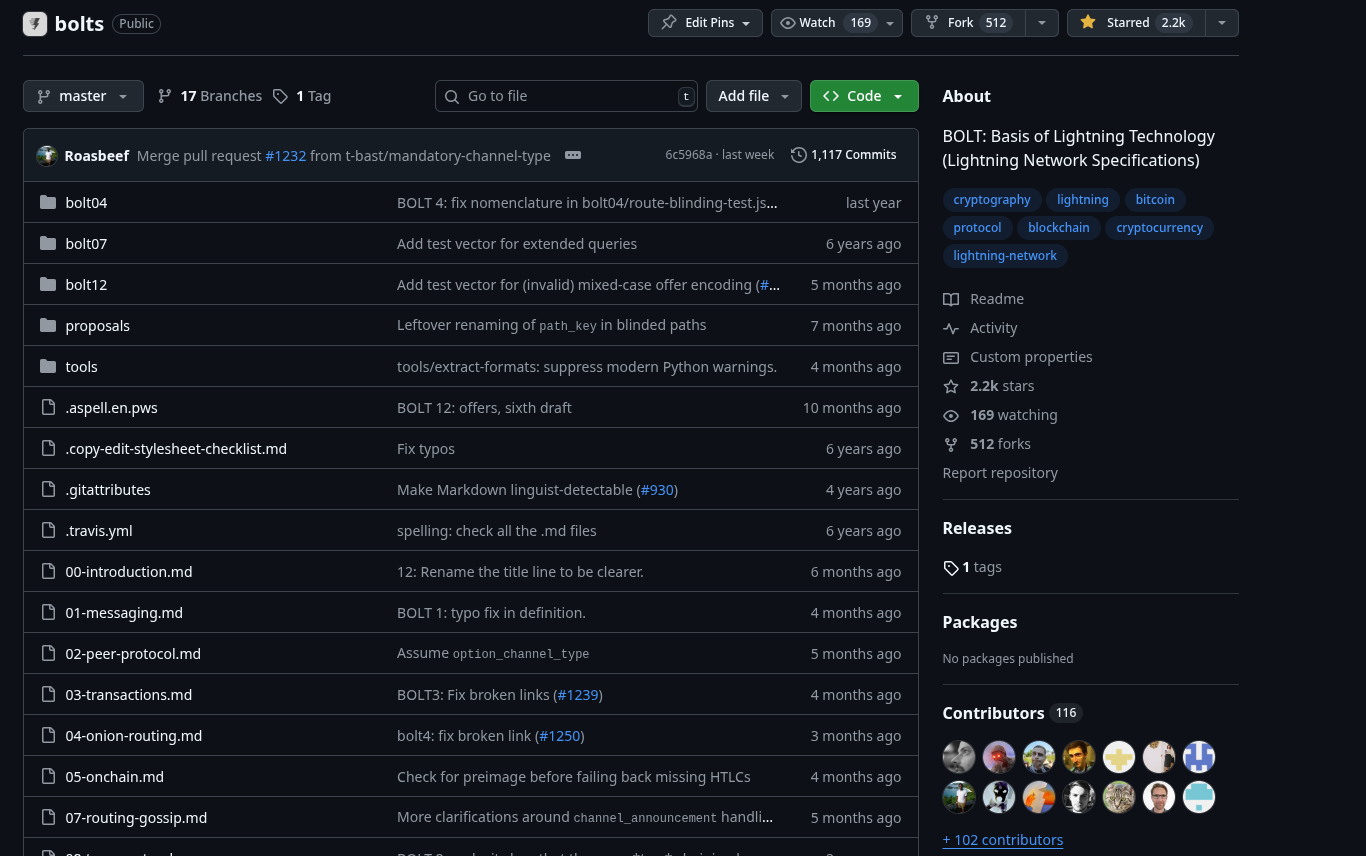 bolts Public Edit Pins Watch 169 Fork 512 Starred 2.2k
master 17 Branches 1 Tag Go to file t Add file Code
Roasbeef Merge pull request #1232 from t-bast/mandatory-channel-type 6c5968a · last week 1,117 Commits
bolt04 BOLT 4: fix nomenclature in bolt04/route-blinding-test.js... last year
bolt07 Add test vector for extended queries 6 years ago
bolt12 Add test vector for (invalid) mixed-case offer encoding (#... 5 months ago
proposals Leftover renaming of path_key in blinded paths 7 months ago
tools tools/extract-formats: suppress modern Python warnings. 4 months ago
.aspell.en.pws BOLT 12: offers, sixth draft 10 months ago
.copy-edit-stylesheet-checklist.md Fix typos 6 years ago
.gitattributes Make Markdown linguist-detectable (#930) 4 years ago
.travis.yml spelling: check all the .md files 6 years ago
00-introduction.md 12: Rename the title line to be clearer. 6 months ago
01-messaging.md BOLT 1: typo fix in definition. 4 months ago
02-peer-protocol.md Assume option_channel_type 5 months ago
03-transactions.md BOLT3: Fix broken links (#1239) 4 months ago
04-onion-routing.md bolt4: fix broken link (#1250) 3 months ago
05-onchain.md Check for preimage before failing back missing HTLCs 4 months ago
07-routing-gossip.md More clarifications around channel_announcement handli... 5 months ago
About
BOLT: Basis of Lightning Technology
(Lightning Network Specifications)
cryptography lightning bitcoin
protocol blockchain cryptocurrency
lightning-network
Readme
Activity
Custom properties
2.2k stars
169 watching
512 forks
Report repository
Releases
1 tags
Packages
No packages published
Contributors 116
+ 102 contributors